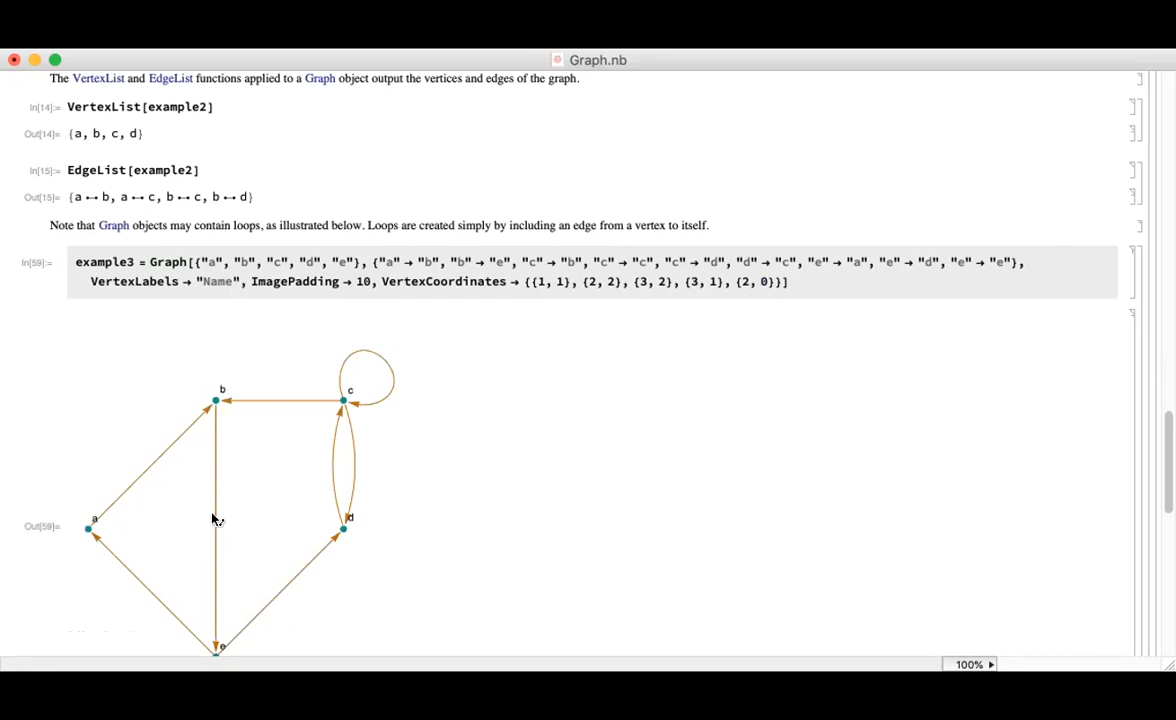 Graph.nb
The VertexList and EdgeList functions applied to a Graph object output the vertices and edges of the graph.
In[14]:= VertexList[example2]
Out[14]= {a, b, c, d}
In[15]:= EdgeList[example2]
Out[15]= {a ⟷ b, a ⟷ c, b ⟷ c, b ⟷ d}
Note that Graph objects may contain loops, as illustrated below. Loops are created simply by including an edge from a vertex to itself.
In[59]:= example3 = Graph[{"a", "b", "c", "d", "e"}, {"a" → "b", "b" → "e", "c" → "b", "c" → "c", "c" → "d", "d" → "c", "e" → "a", "e" → "d", "e" → "e"},
VertexLabels → "Name", ImagePadding → 10, VertexCoordinates → {{1, 1}, {2, 2}, {3, 2}, {3, 1}, {2, 0}}]
b
c
a
d
Out[59]=
e
100%